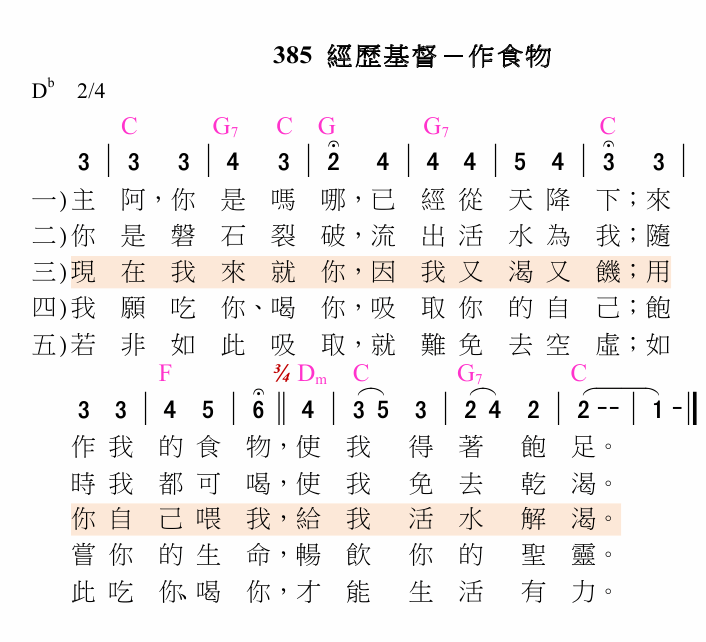 385 經歷基督－作食物
Db 2/4
C G7 C G G7 C
3 | 3 3 | 4 3 | 2 4 | 4 4 | 5 4 | 3 3 |
一)主 阿，你 是 嗎 哪，已 經 從 天 降 下；來
二)你 是 磐 石 裂 破，流 出 活 水 為 我；隨
三)現 在 我 來 就 你，因 我 又 渴 又 饑；用
四)我 願 吃 你、喝 你，吸 取 你 的 自 己；飽
五)若 非 如 此 吸 取，就 難 免 去 空 虛；如
F ¾ Dm C G7 C
3 3 | 4 5 | 6 || 4 | 3 5 3 | 2 4 2 | 2 -- | 1 - ||
作 我 的 食 物，使 我 得 著 飽 足。
時 我 都 可 喝，使 我 免 去 乾 渴。
你 自 己 喂 我，給 我 活 水 解 渴。
嘗 你 的 生 命，暢 飲 你 的 聖 靈。
此 吃 你、喝 你，才 能 生 活 有 力。